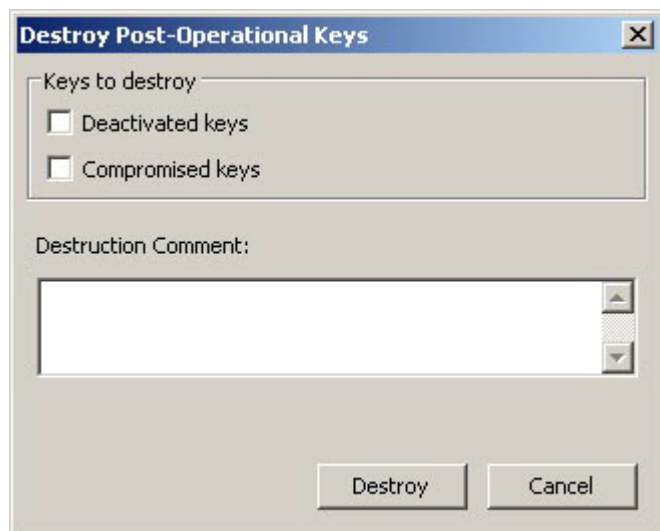 Destroy Post-Operational Keys
Keys to destroy
Deactivated keys
Compromised keys
Destruction Comment:
Destroy Cancel